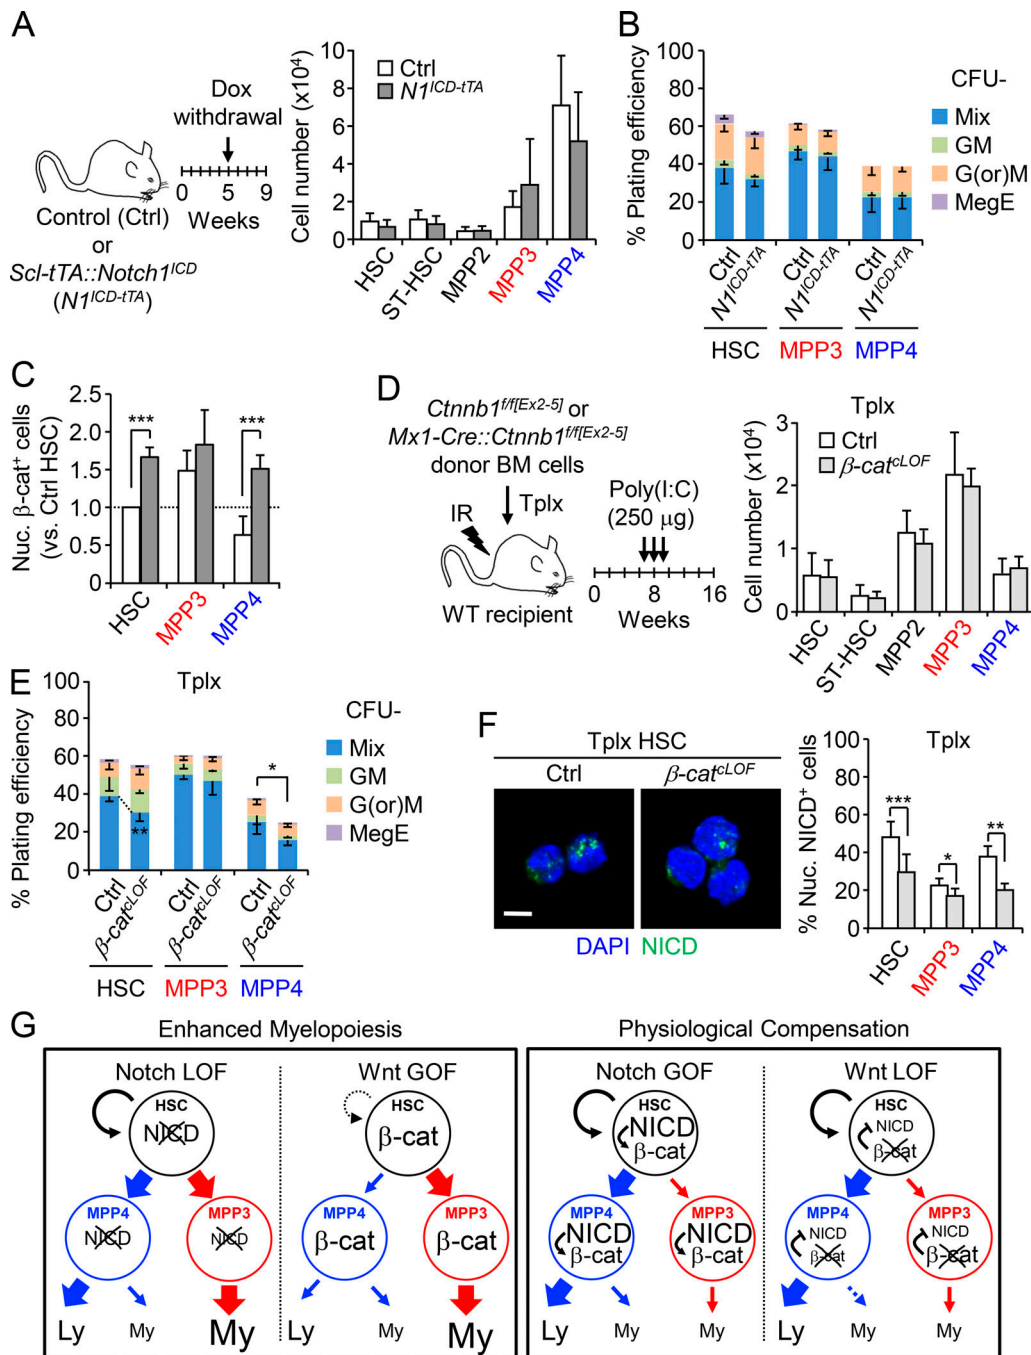 A
Dox
withdrawal
0 5 9
Weeks
Control (Ctrl)
or
Scl-tTA::Notch1ICD
(N1ICD-tTA)
Cell number (x10⁴)
10
8
6
4
2
0
Ctrl
N1ICD-tTA
HSC
ST-HSC
MPP2
MPP3
MPP4
B
% Plating efficiency
100
80
60
40
20
0
CFU-
Mix
GM
G(or)M
MegE
Ctrl
N1ICD-tTA
Ctrl
N1ICD-tTA
Ctrl
N1ICD-tTA
HSC MPP3 MPP4
C
Nuc. β-cat⁺ cells
(vs. Ctrl HSC)
2.5
2.0
1.5
1.0
0.5
0
***
***
HSC
MPP3
MPP4
D
Ctnnb1f/f[Ex2-5] or
Mx1-Cre::Ctnnb1f/f[Ex2-5]
donor BM cells
IR
Tplx
WT recipient
Poly(I:C)
(250 µg)
0 8 16
Weeks
Tplx
Cell number (x10⁴)
3
2
1
0
Ctrl
β-catcLOF
HSC
ST-HSC
MPP2
MPP3
MPP4
E
Tplx
% Plating efficiency
100
80
60
40
20
0
**
*
CFU-
Mix
GM
G(or)M
MegE
Ctrl
β-catcLOF
Ctrl
β-catcLOF
Ctrl
β-catcLOF
HSC MPP3 MPP4
F
Tplx HSC
Ctrl β-catcLOF
DAPI NICD
Tplx
% Nuc. NICD⁺ cells
100
80
60
40
20
0
***
*
**
HSC
MPP3
MPP4
G
Enhanced Myelopoiesis
Physiological Compensation
Notch LOF
HSC
NICD
MPP4
NICD
MPP3
NICD
Ly My My
Wnt GOF
HSC
β-cat
MPP4
β-cat
MPP3
β-cat
Ly My My
Notch GOF
HSC
NICD
β-cat
MPP4
NICD
β-cat
MPP3
NICD
β-cat
Ly My My
Wnt LOF
HSC
NICD
β-cat
MPP4
NICD
β-cat
MPP3
NICD
β-cat
Ly My My